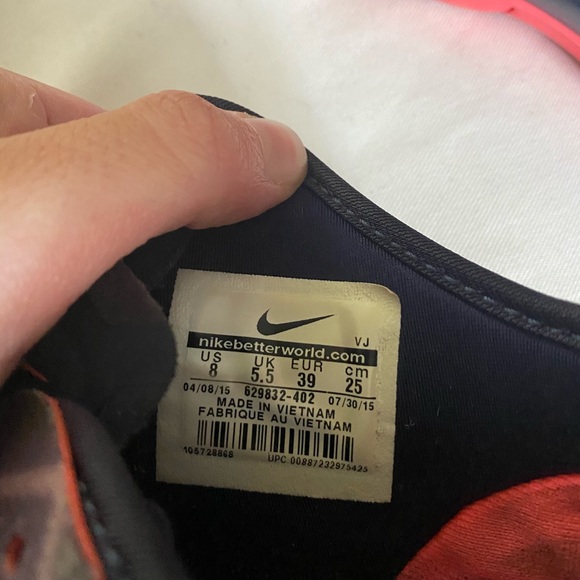 VJ
nikebetterworld.com
US UK EUR cm
8 5.5 39 25
04/08/15 629832-402 07/30/15
MADE IN VIETNAM
FABRIQUE AU VIETNAM
UPC